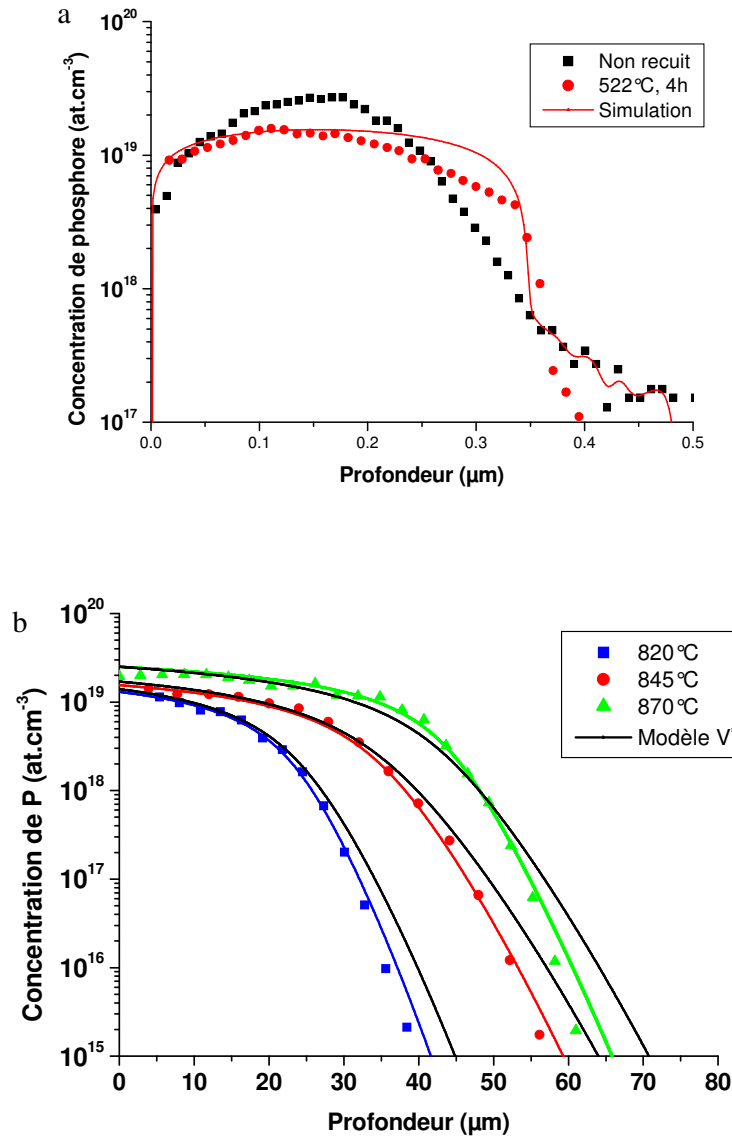 a
10^20
10^19
10^18
10^17
Concentration de phosphore (at.cm^-3)
Non recuit
522°C, 4h
Simulation
0.0 0.1 0.2 0.3 0.4 0.5
Profondeur (µm)
b
10^20
10^19
10^18
10^17
10^16
10^15
Concentration de P (at.cm^-3)
820°C
845°C
870°C
Modèle V
0 10 20 30 40 50 60 70 80
Profondeur (µm)